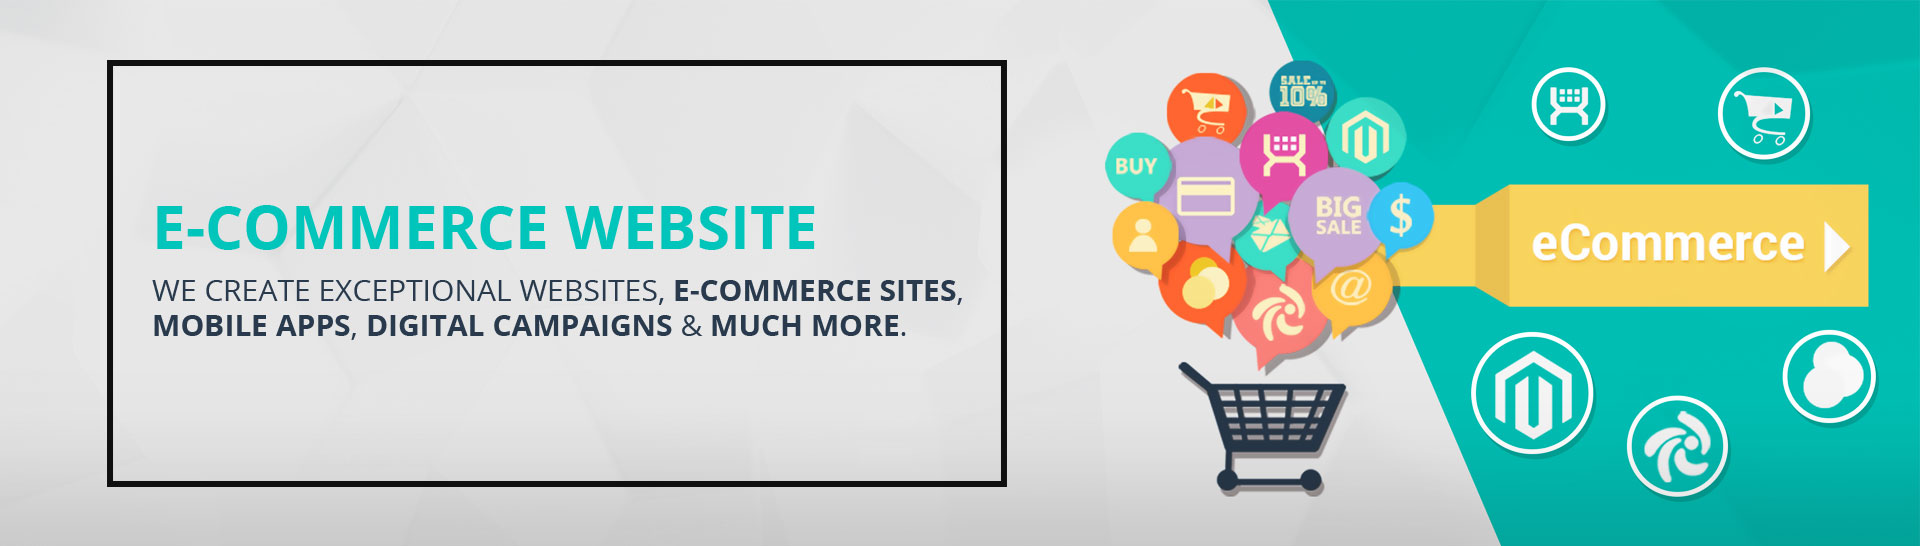 E-COMMERCE WEBSITE
WE CREATE EXCEPTIONAL WEBSITES, E-COMMERCE SITES,
MOBILE APPS, DIGITAL CAMPAIGNS & MUCH MORE.
SALE
10%
BUY
BIG
SALE
$
@
eCommerce